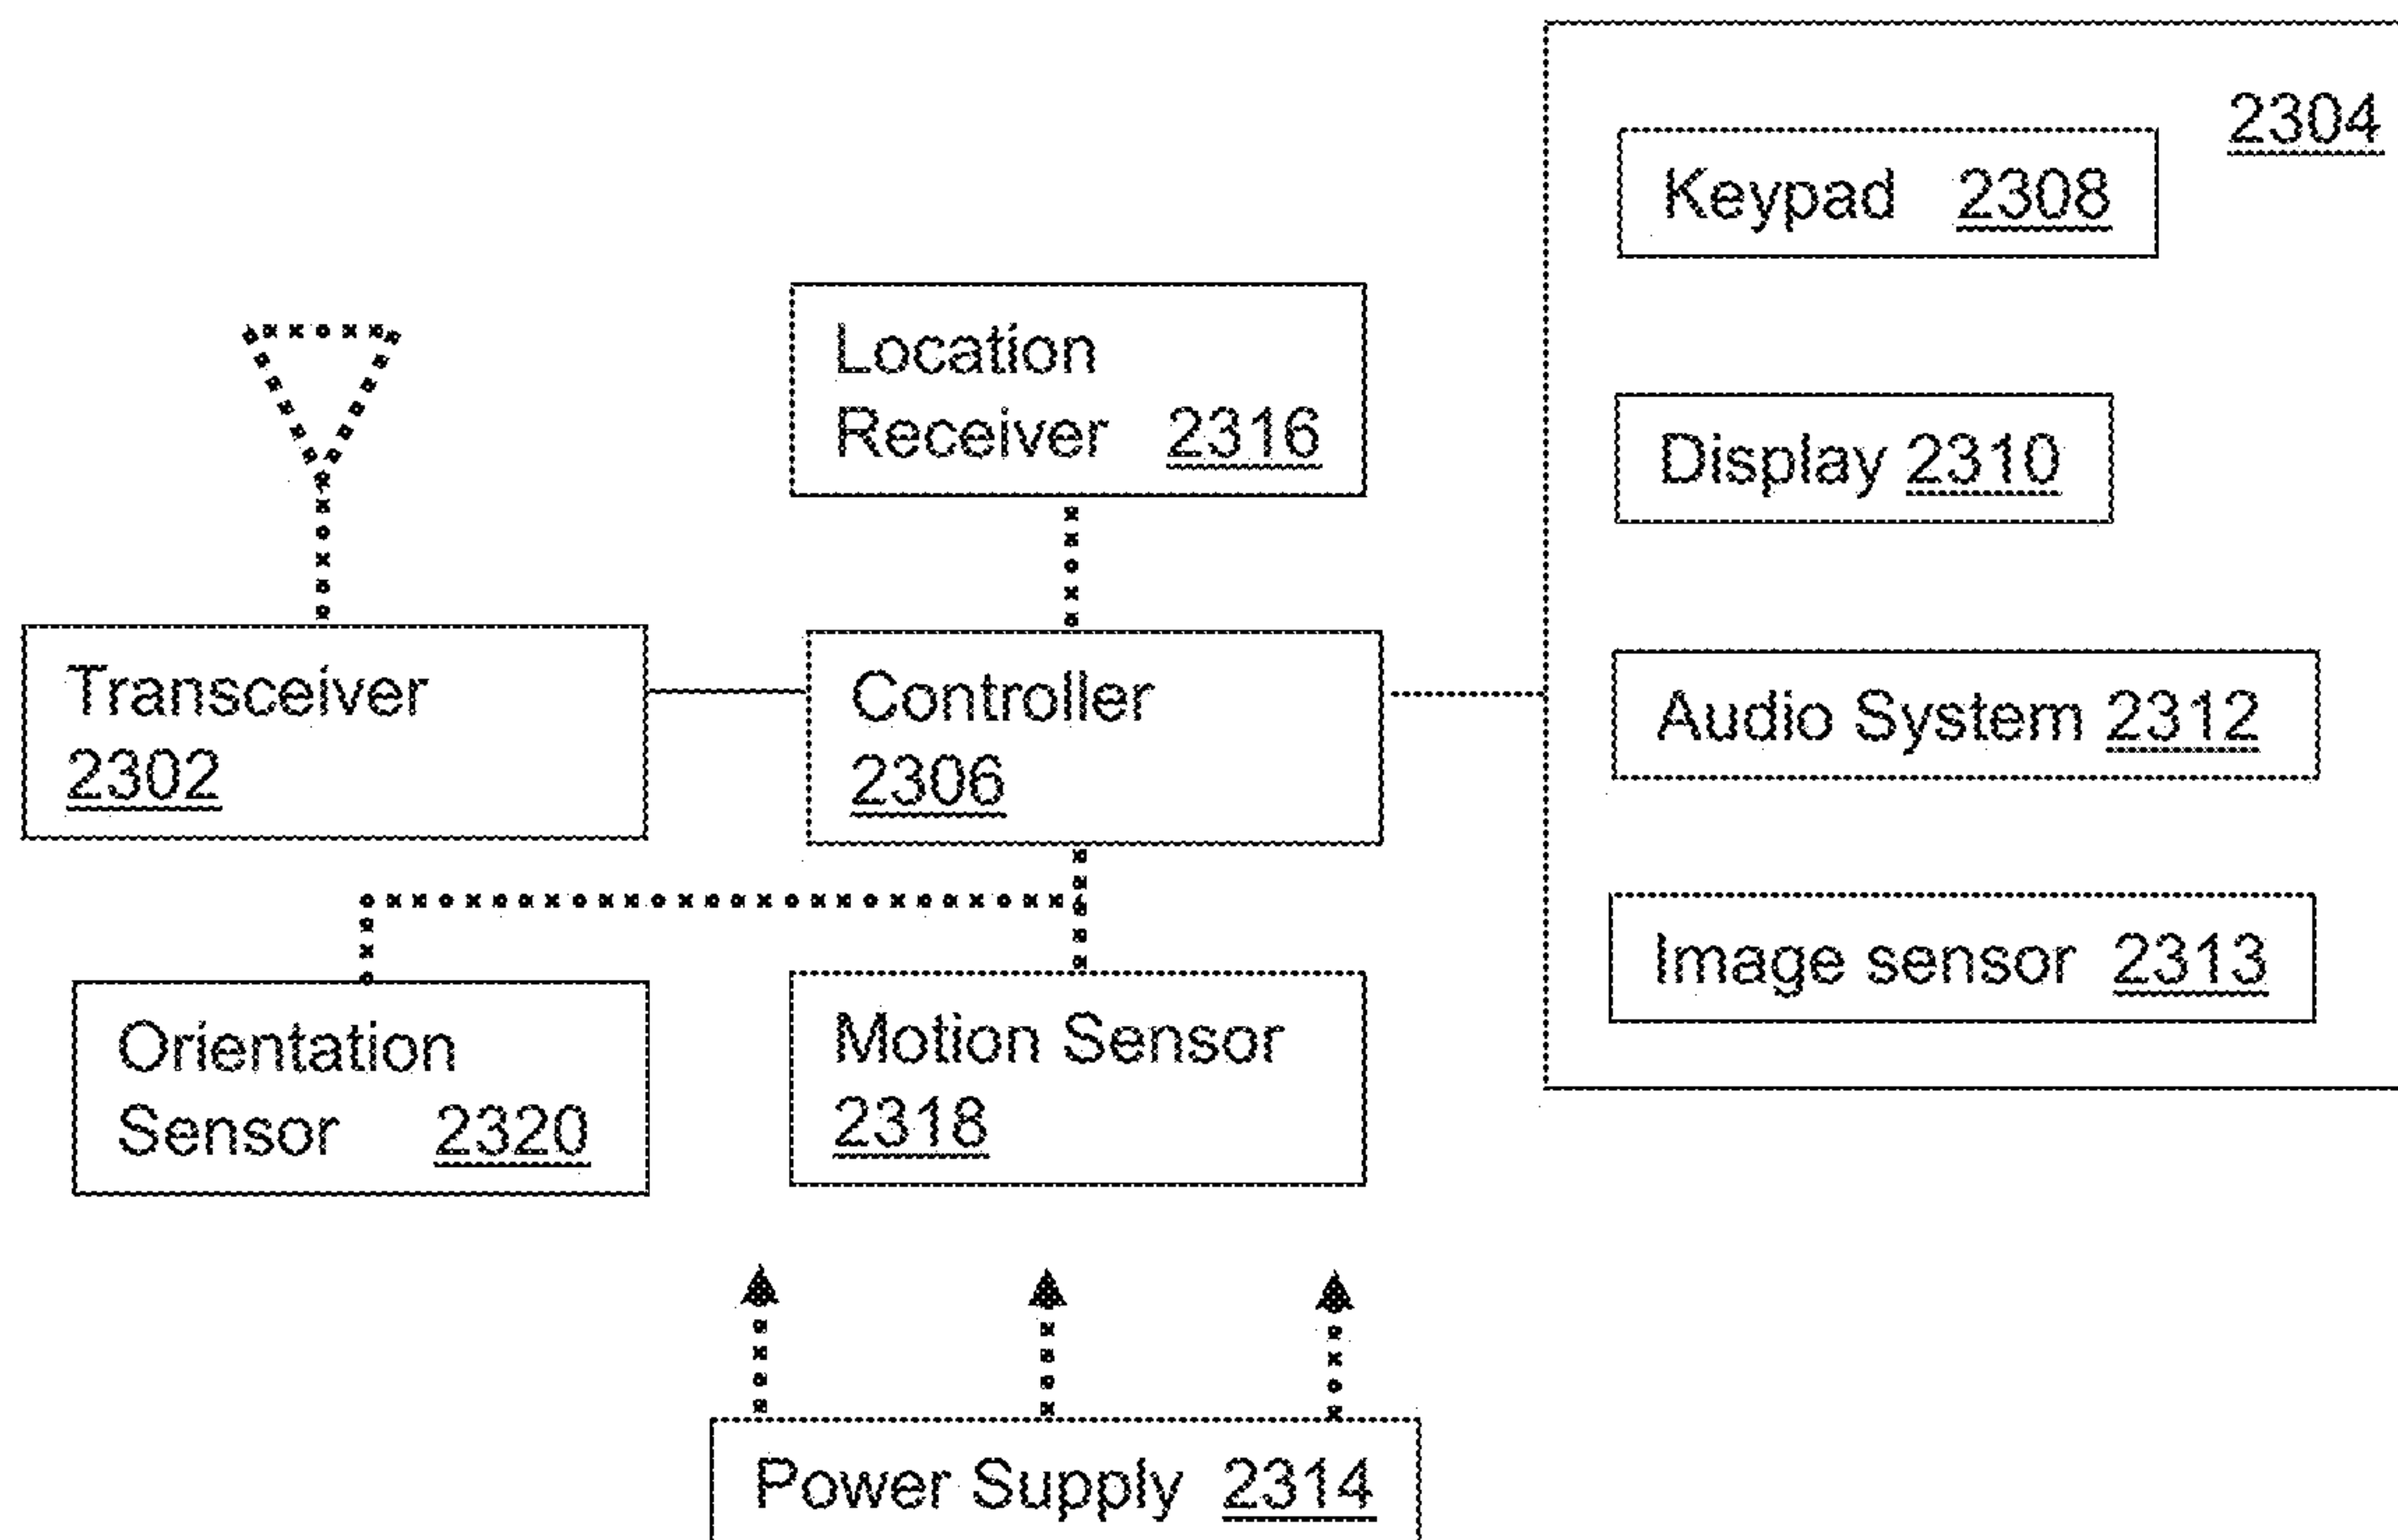 2304
Keypad 2308
Location
Receiver 2316
Display 2310
Transceiver
2302
Controller
2306
Audio System 2312
Image sensor 2313
Orientation
Sensor 2320
Motion Sensor
2318
Power Supply 2314